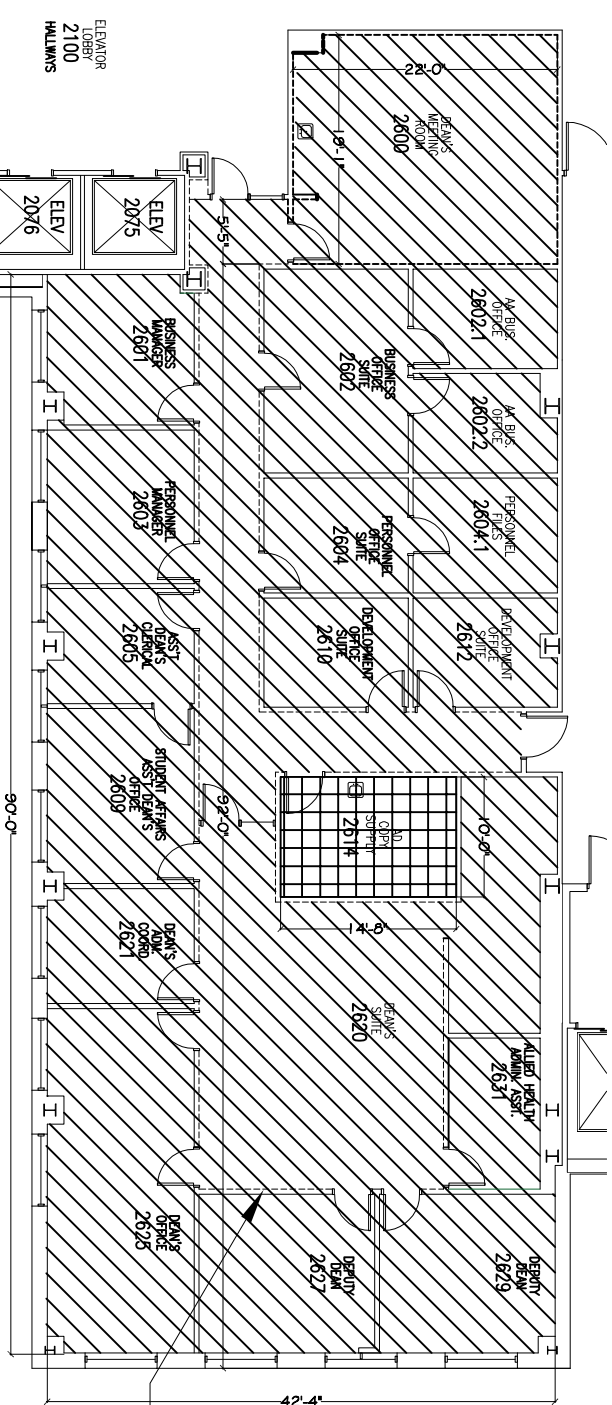 ELEVATOR
LOBBY
2100
HALLWAYS
ELEV
2076
ELEV
2075
22'-0"
DEAN'S
MEETING
ROOM
2600
18'-1"
5'-5"
AA BUS.
OFFICE
2602.1
AA BUS.
OFFICE
2602.2
BUSINESS
OFFICE
SUITE
2602
BUSINESS
MANAGER
2601
PERSONNEL
FILES
2604.1
PERSONNEL
OFFICE
SUITE
2604
PERSONNEL
MANAGER
2603
DEVELOPMENT
OFFICE
SUITE
2612
DEVELOPMENT
OFFICE
SUITE
2610
ASS'T
DEAN'S
CLERICAL
2605
STUDENT AFFAIRS
ASST. DEAN'S
OFFICE
2609
92'-0"
90'-0"
AD
COPY
SUPPLY
2614
10'-0"
14'-8"
DEAN'S
ADM.
COORD.
2621
DEAN'S
SUITE
2620
ALLIED HEALTH
ADMIN. ASST.
2631
DEAN'S
OFFICE
2625
DEPUTY
DEAN
2627
DEPUTY
DEAN
2629
42'-4"